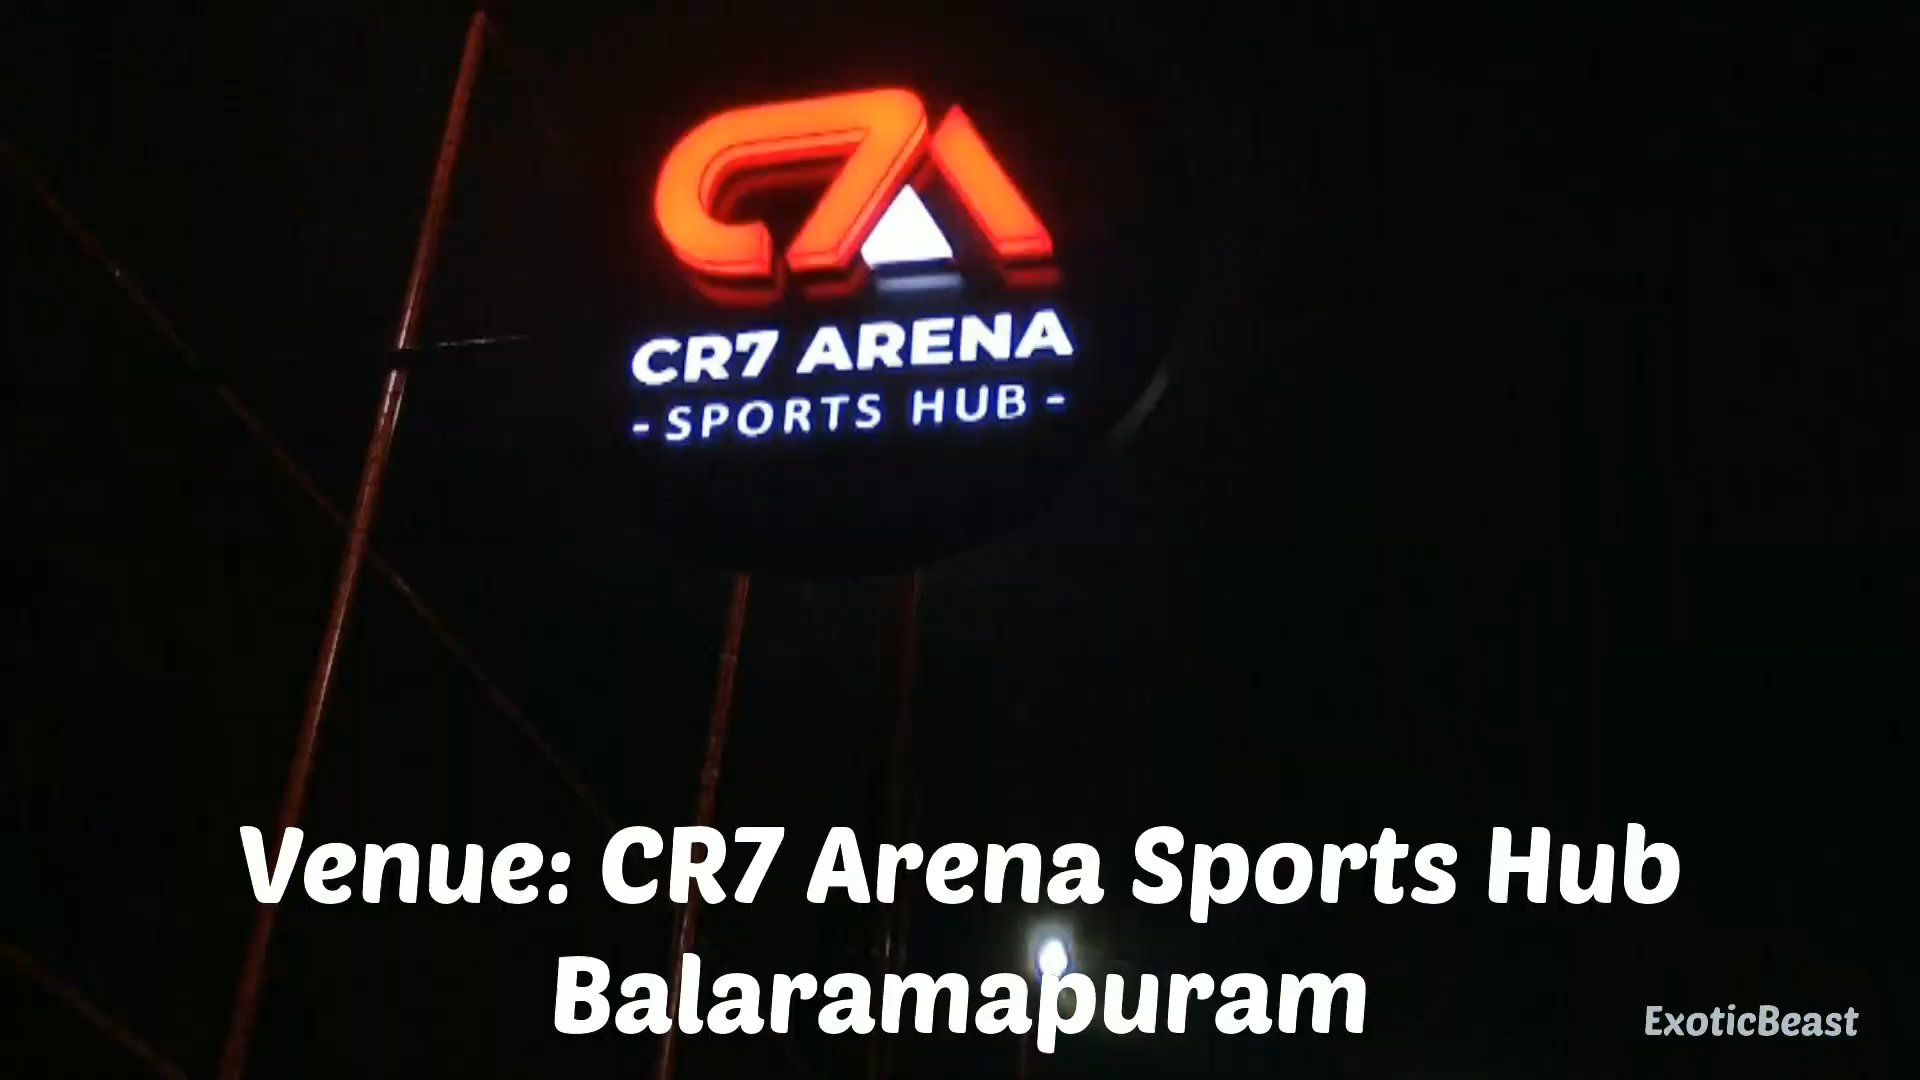 CR7 ARENA
- SPORTS HUB -
Venue: CR7 Arena Sports Hub
Balaramapuram
ExoticBeast